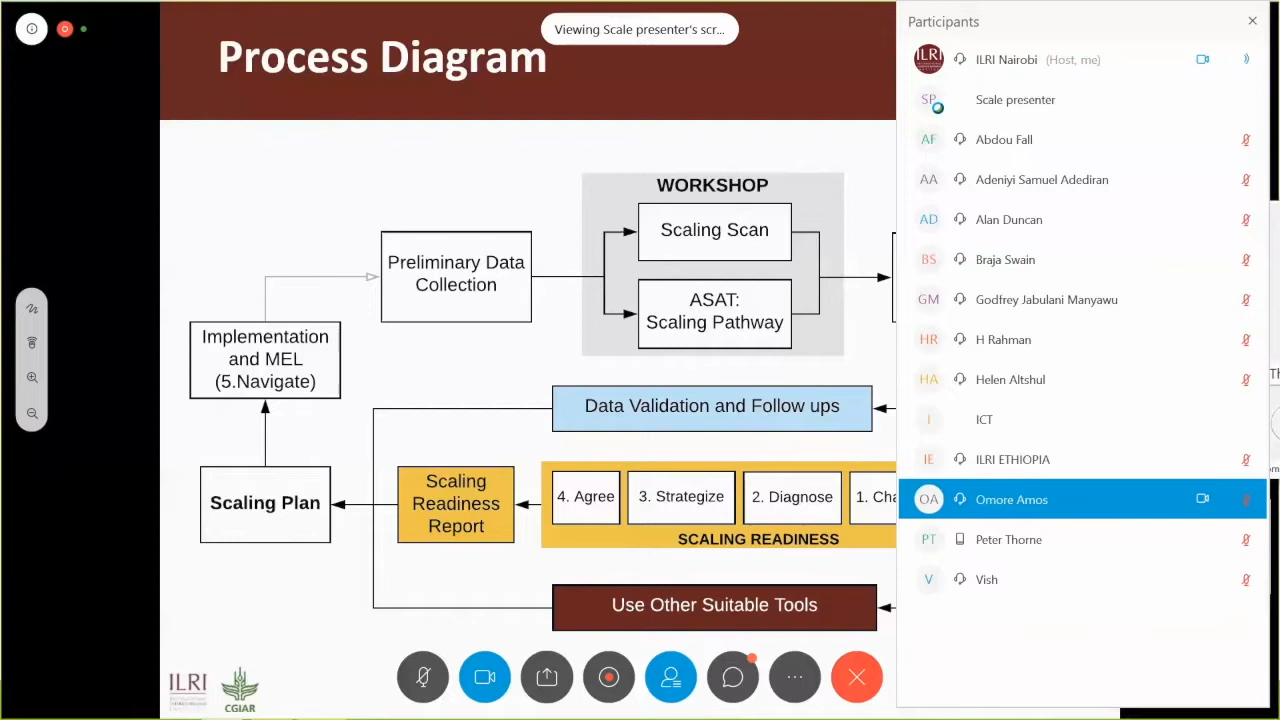 Viewing Scale presenter's scr...
Process Diagram
WORKSHOP
Scaling Scan
Preliminary Data
Collection
ASAT:
Scaling Pathway
Implementation
and MEL
(5.Navigate)
Data Validation and Follow ups
Scaling Plan
Scaling
Readiness
Report
4. Agree
3. Strategize
2. Diagnose
1. Cha
SCALING READINESS
Use Other Suitable Tools
ILRI
CGIAR
Participants
ILRI
ILRI Nairobi (Host, me)
SP Scale presenter
AF Abdou Fall
AA Adeniyi Samuel Adediran
AD Alan Duncan
BS Braja Swain
GM Godfrey Jabulani Manyawu
HR H Rahman
HA Helen Altshul
I ICT
IE ILRI ETHIOPIA
OA Omore Amos
PT Peter Thorne
V Vish
Th